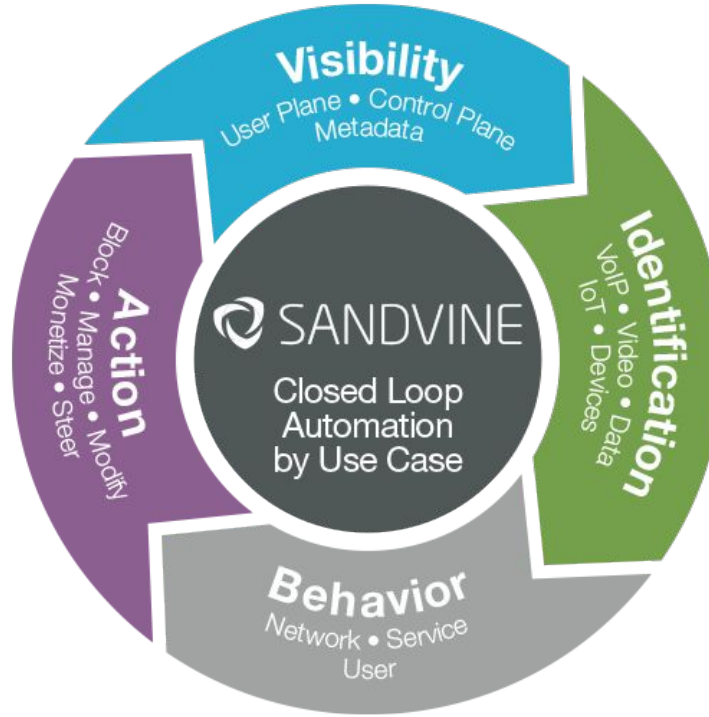 Visibility
User Plane • Control Plane
Metadata
Identification
VoIP • Video • Data
IoT • Devices
Behavior
Network • Service
User
Action
Block • Manage • Modify
Monetize • Steer
SANDVINE
Closed Loop
Automation
by Use Case